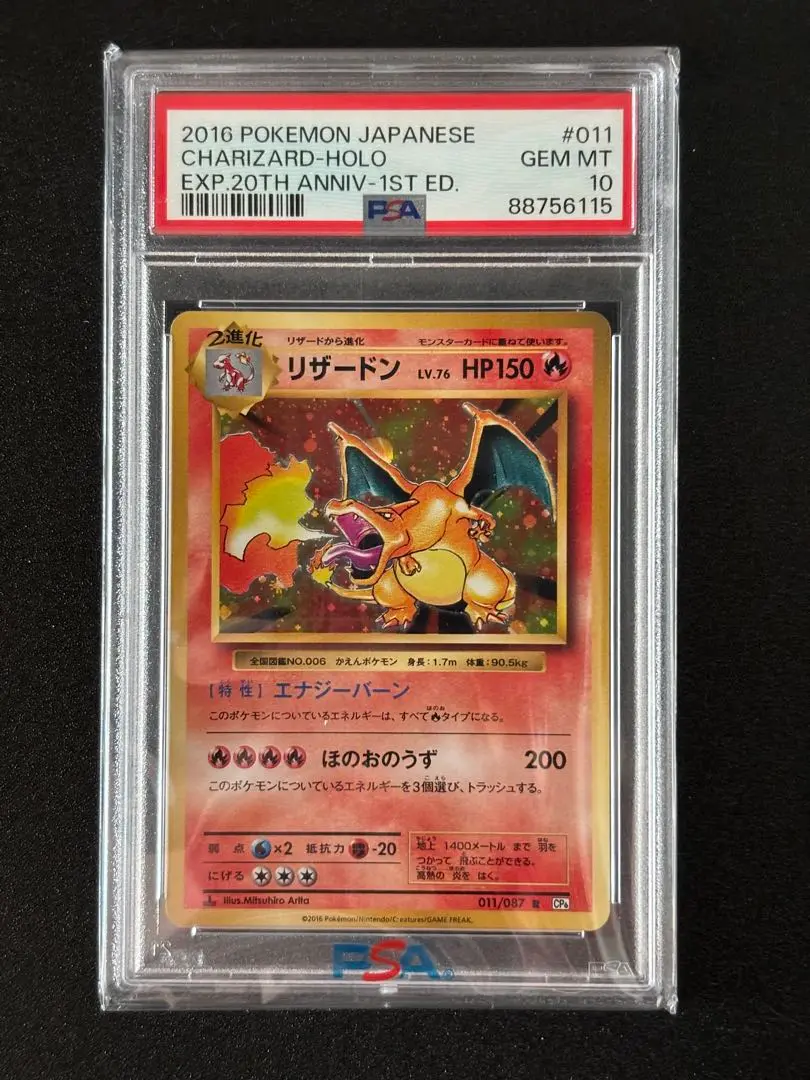 2016 POKEMON JAPANESE #011
CHARIZARD-HOLO GEM MT
EXP.20TH ANNIV-1ST ED. 10
PSA 88756115
2進化 リザードから進化 モンスターカードに重ねて使います。
リザードン LV.76 HP150
全国図鑑NO.006 かえんポケモン 身長:1.7m 体重:90.5kg
[特性] エナジーバーン
このポケモンについているエネルギーは、すべてタイプになる。
ほのおのうず 200
このポケモンについているエネルギーを3個選び、トラッシュする。
弱点 ×2 抵抗力 -20
にげる
地上 1400メートル まで 羽を
つかって 飛ぶことができる。
高熱の 炎を はく。
Illus.Mitsuhiro Arita 011/087 R CP6
©2016 Pokémon/Nintendo/Creatures/GAME FREAK.
PSA